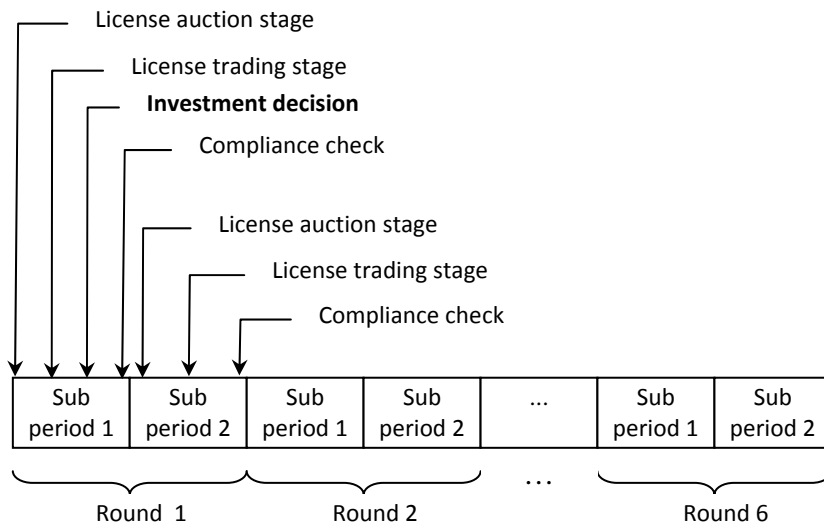 License auction stage
License trading stage
Investment decision
Compliance check
License auction stage
License trading stage
Compliance check
Sub period 1
Sub period 2
Sub period 1
Sub period 2
...
Sub period 1
Sub period 2
Round 1
Round 2
...
Round 6